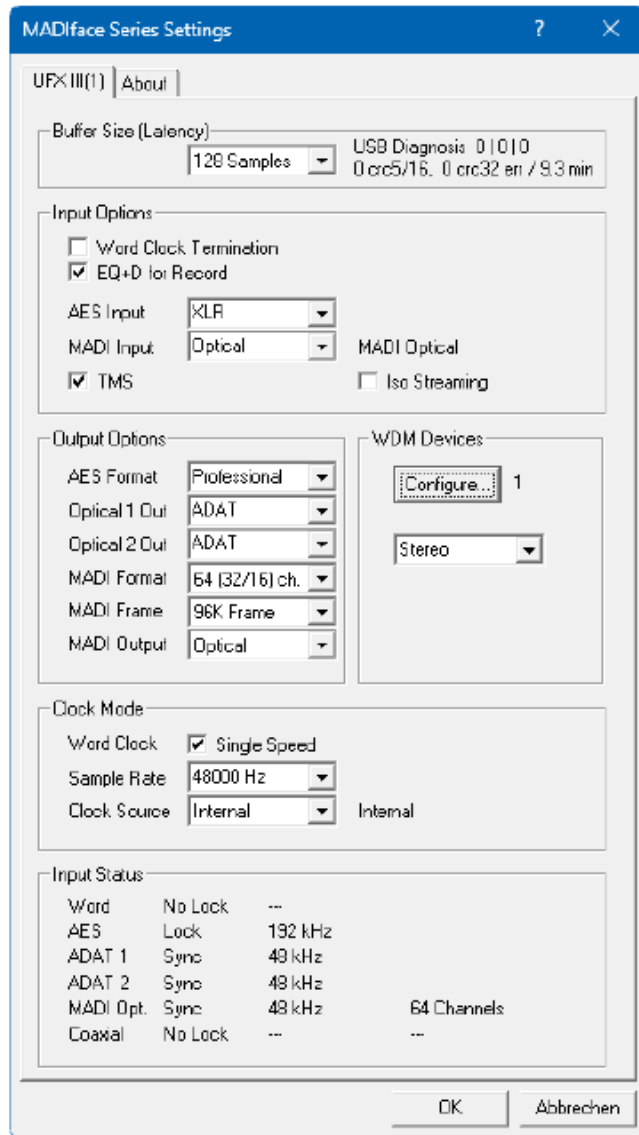 MADIface Series Settings ? ×
UFX III(1) About
Buffer Size (Latency)
128 Samples
USB Diagnosis 0 | 0 | 0
0 crc5/16, 0 crc32 err / 9.3 min
Input Options
Word Clock Termination
EQ+D for Record
AES Input XLR
MADI Input Optical MADI Optical
TMS Iso Streaming
Output Options
AES Format Professional
Optical 1 Out ADAT
Optical 2 Out ADAT
MADI Format 64 (32/16) ch.
MADI Frame 96K Frame
MADI Output Optical
WDM Devices
Configure... 1
Stereo
Clock Mode
Word Clock Single Speed
Sample Rate 48000 Hz
Clock Source Internal Internal
Input Status
Word No Lock ---
AES Lock 192 kHz
ADAT 1 Sync 48 kHz
ADAT 2 Sync 48 kHz
MADI Opt. Sync 48 kHz 64 Channels
Coaxial No Lock --- ---
OK Abbrechen